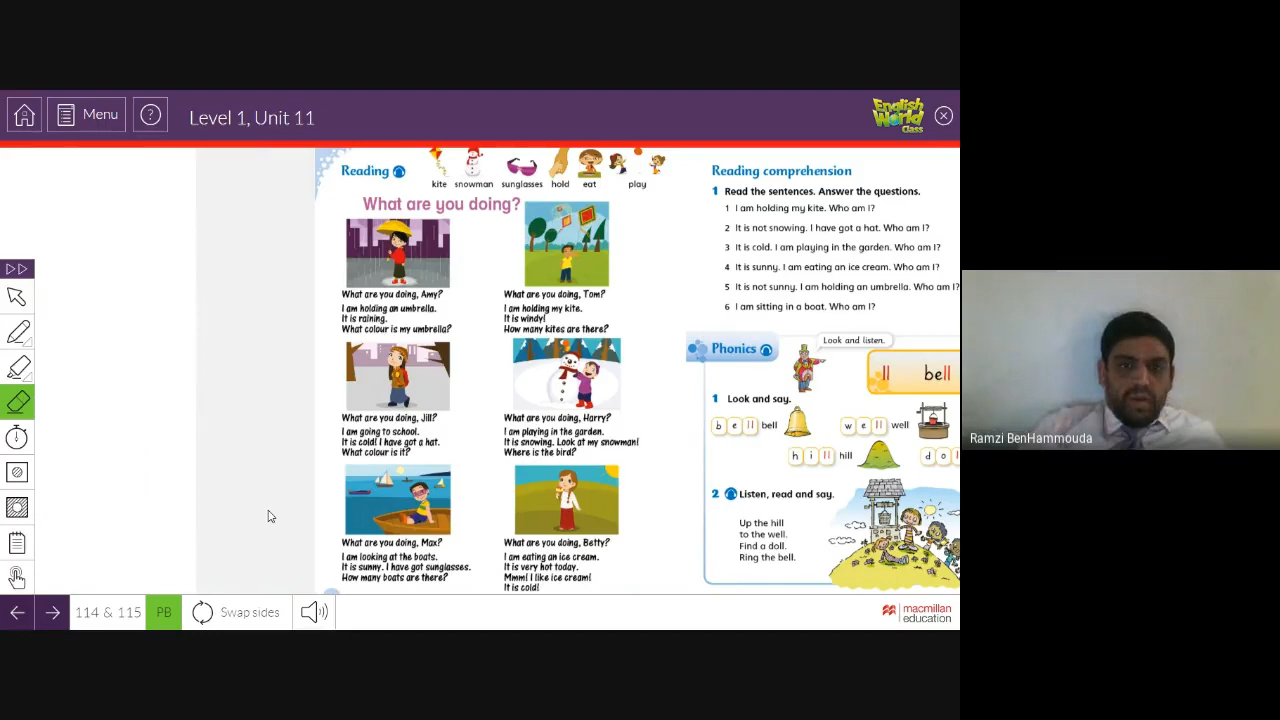 Menu
?
Level 1, Unit 11
English
World
Class
Reading
kite snowman sunglasses hold eat play
What are you doing?
What are you doing, Amy?
I am holding an umbrella.
It is raining.
What colour is my umbrella?
What are you doing, Tom?
I am holding my kite.
It is windy!
How many kites are there?
What are you doing, Jill?
I am going to school.
It is cold! I have got a hat.
What colour is it?
What are you doing, Harry?
I am playing in the garden.
It is snowing. Look at my snowman!
Where is the bird?
What are you doing, Max?
I am looking at the boats.
It is sunny. I have got sunglasses.
How many boats are there?
What are you doing, Betty?
I am eating an ice cream.
It is very hot today.
Mmm! I like ice cream!
It is cold!
Reading comprehension
1 Read the sentences. Answer the questions.
1 I am holding my kite. Who am I?
2 It is not snowing. I have got a hat. Who am I?
3 It is cold. I am playing in the garden. Who am I?
4 It is sunny. I am eating an ice cream. Who am I?
5 It is not sunny. I am holding an umbrella. Who am I?
6 I am sitting in a boat. Who am I?
Phonics
Look and listen.
ll bell
1 Look and say.
b e ll bell
w e ll well
h i ll hill
d o l
2 Listen, read and say.
Up the hill
to the well.
Find a doll.
Ring the bell.
114 & 115
PB
Swap sides
macmillan
education
Ramzi BenHammouda